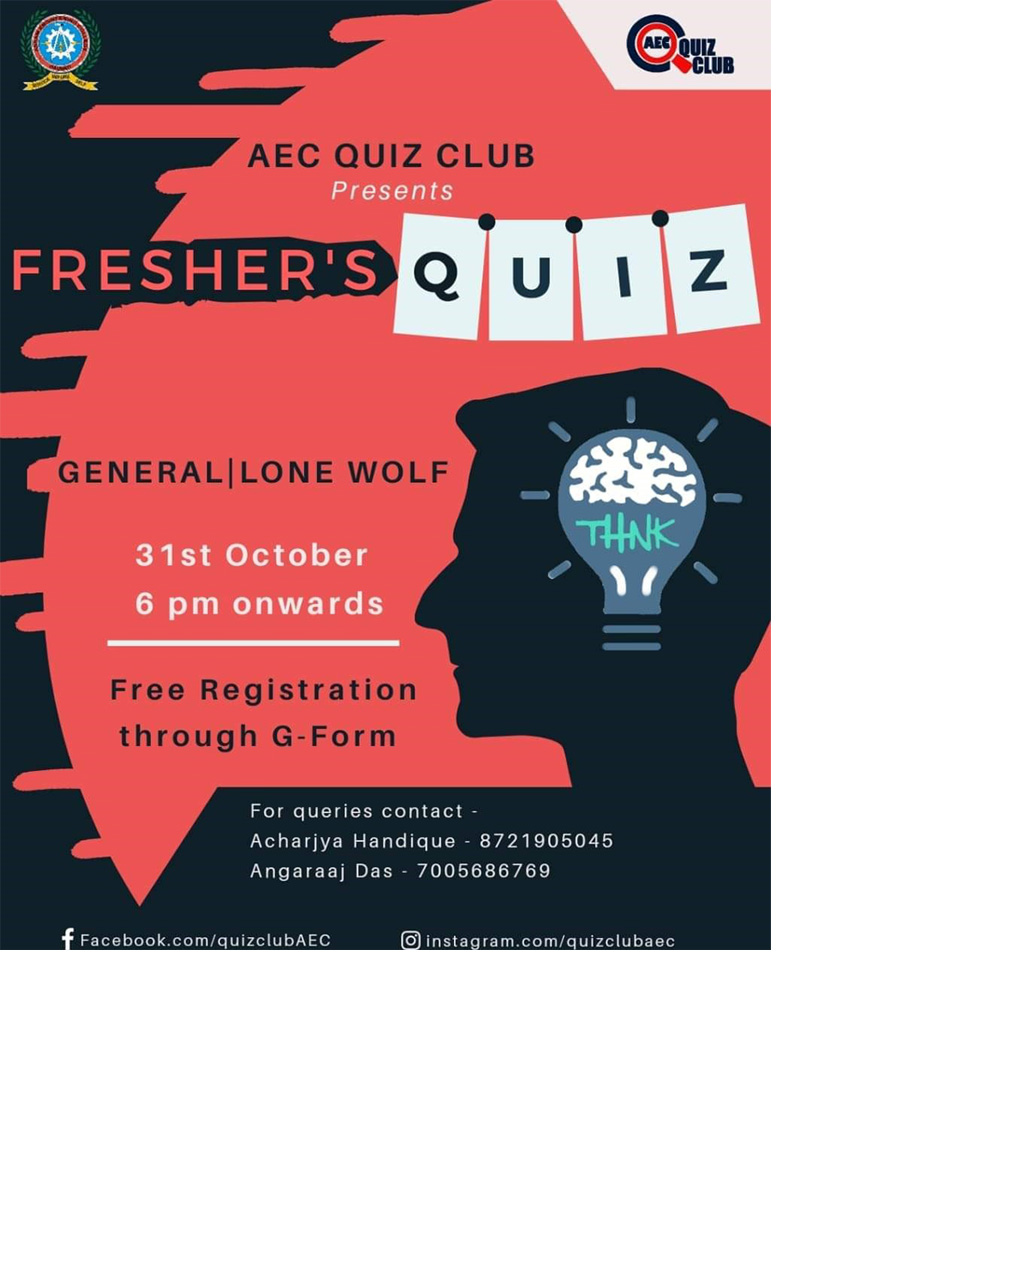 AEC QUIZ CLUB
AEC QUIZ CLUB
Presents
FRESHER'S QUIZ
THNK
GENERAL|LONE WOLF
31st October
6 pm onwards
Free Registration
through G-Form
For queries contact -
Acharjya Handique - 8721905045
Angaraaj Das - 7005686769
Facebook.com/quizclubAEC
instagram.com/quizclubaec